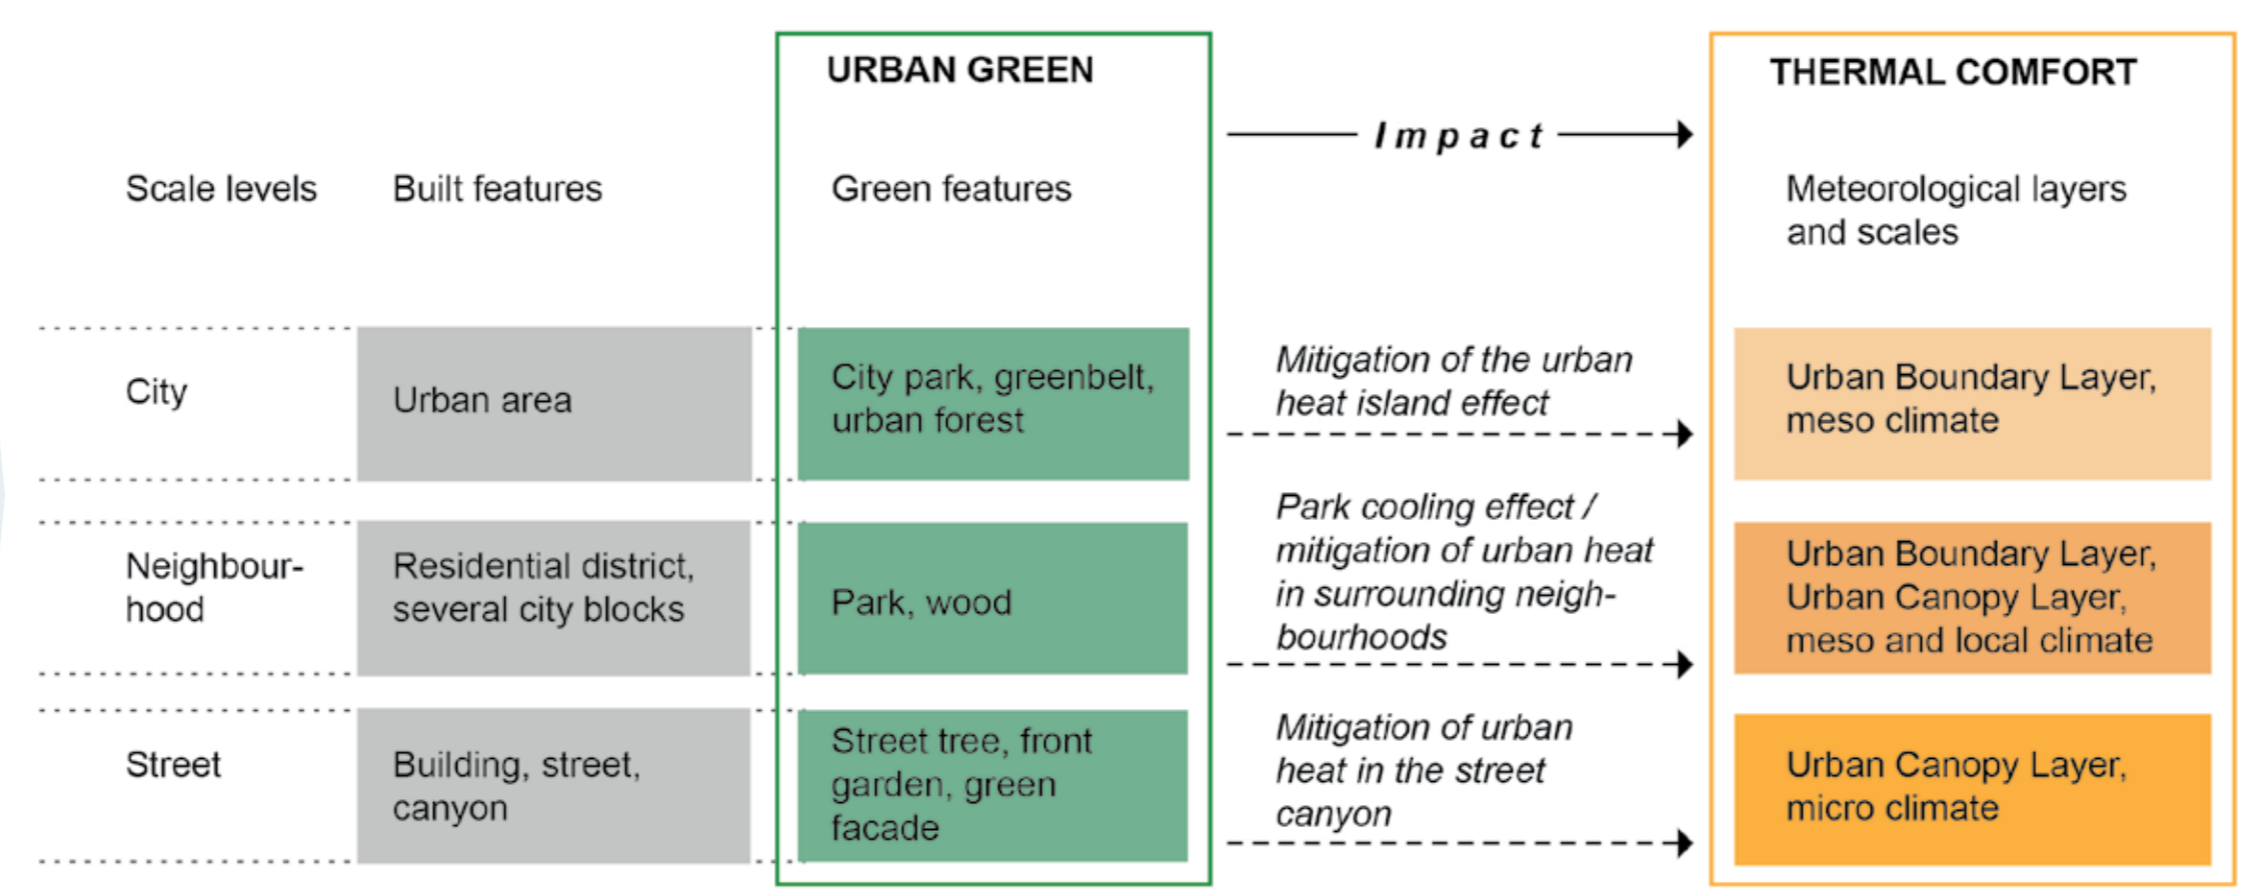 URBAN GREEN
THERMAL COMFORT
Impact
Scale levels
Built features
Green features
Meteorological layers
and scales
City
Urban area
City park, greenbelt,
urban forest
Mitigation of the urban
heat island effect
Urban Boundary Layer,
meso climate
Neighbour-
hood
Residential district,
several city blocks
Park, wood
Park cooling effect /
mitigation of urban heat
in surrounding neigh-
bourhoods
Urban Boundary Layer,
Urban Canopy Layer,
meso and local climate
Street
Building, street,
canyon
Street tree, front
garden, green
facade
Mitigation of urban
heat in the street
canyon
Urban Canopy Layer,
micro climate